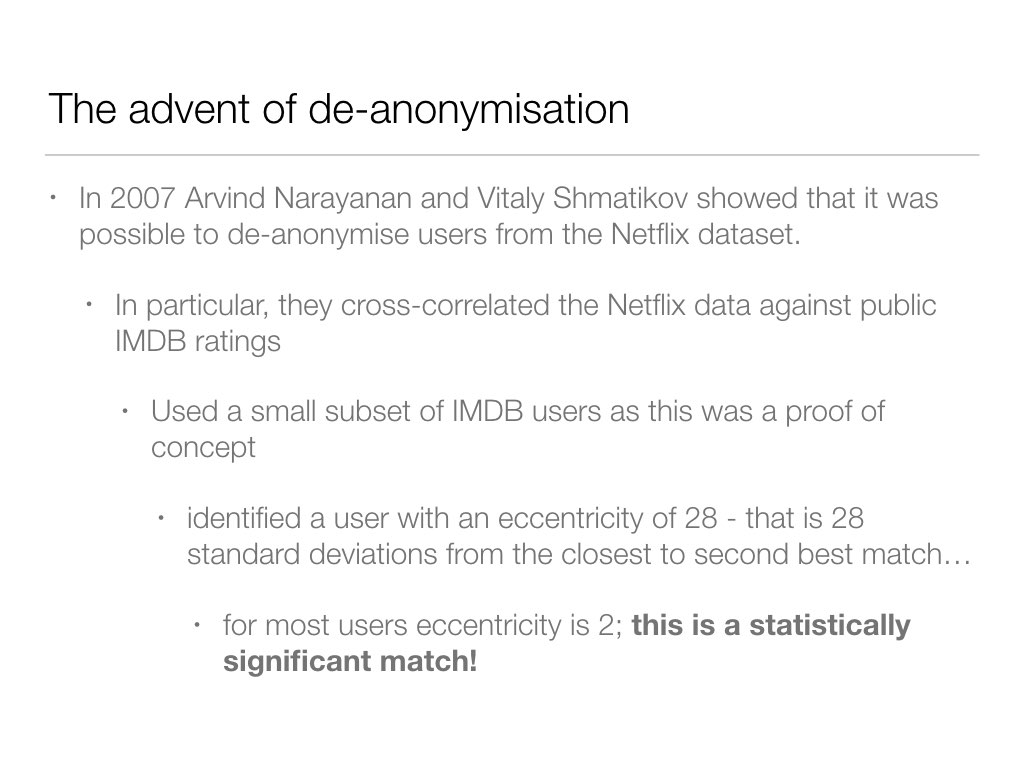 The advent of de-anonymisation
• In 2007 Arvind Narayanan and Vitaly Shmatikov showed that it was
possible to de-anonymise users from the Netflix dataset.
• In particular, they cross-correlated the Netflix data against public
IMDB ratings
• Used a small subset of IMDB users as this was a proof of
concept
• identified a user with an eccentricity of 28 - that is 28
standard deviations from the closest to second best match…
• for most users eccentricity is 2; this is a statistically
significant match!